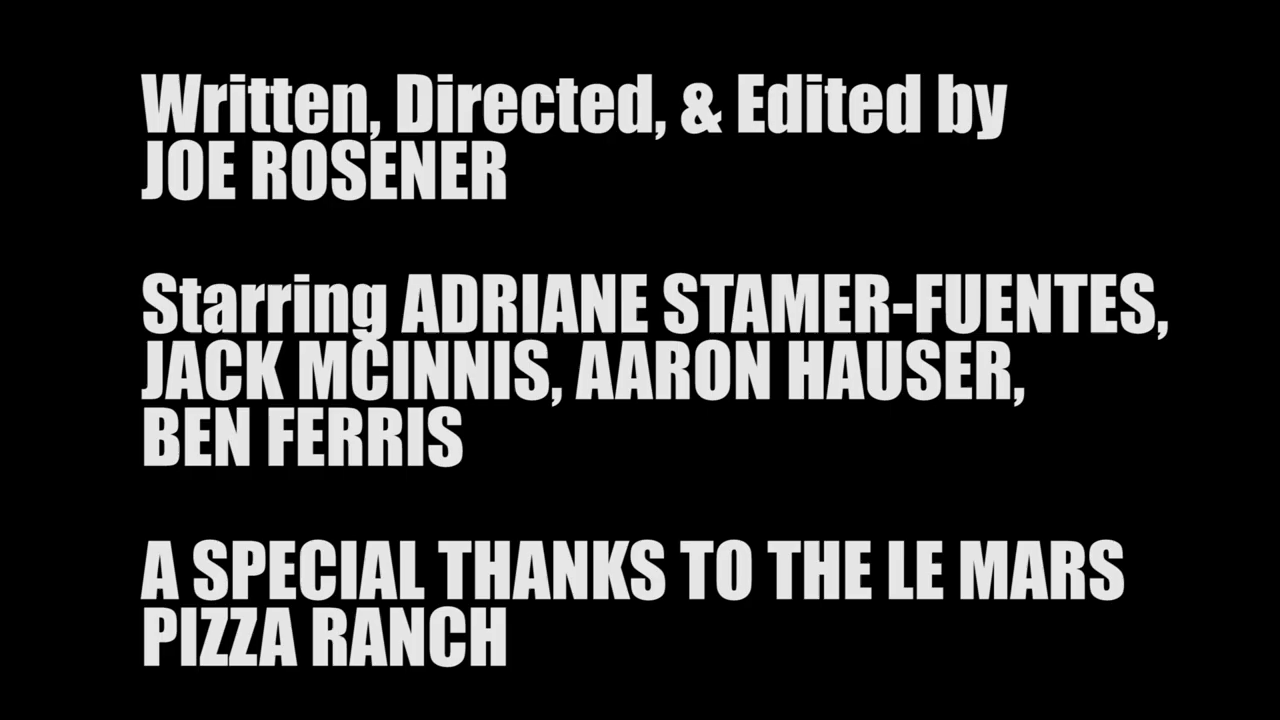 Written, Directed, & Edited by
JOE ROSENER
Starring ADRIANE STAMER-FUENTES,
JACK MCINNIS, AARON HAUSER,
BEN FERRIS
A SPECIAL THANKS TO THE LE MARS
PIZZA RANCH